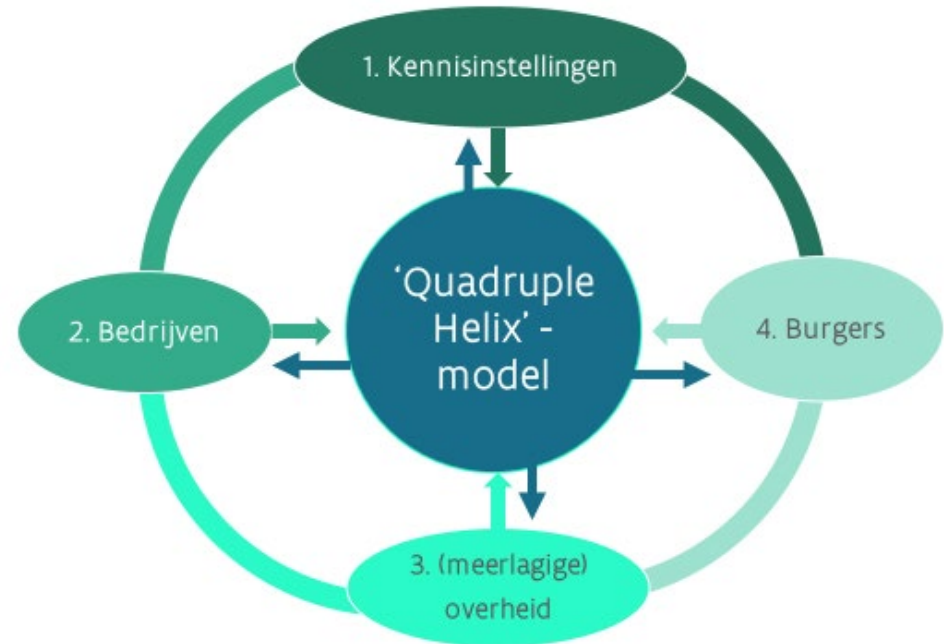 1. Kennisinstellingen
2. Bedrijven
‘Quadruple
Helix’ -
model
4. Burgers
3. (meerlagige)
overheid